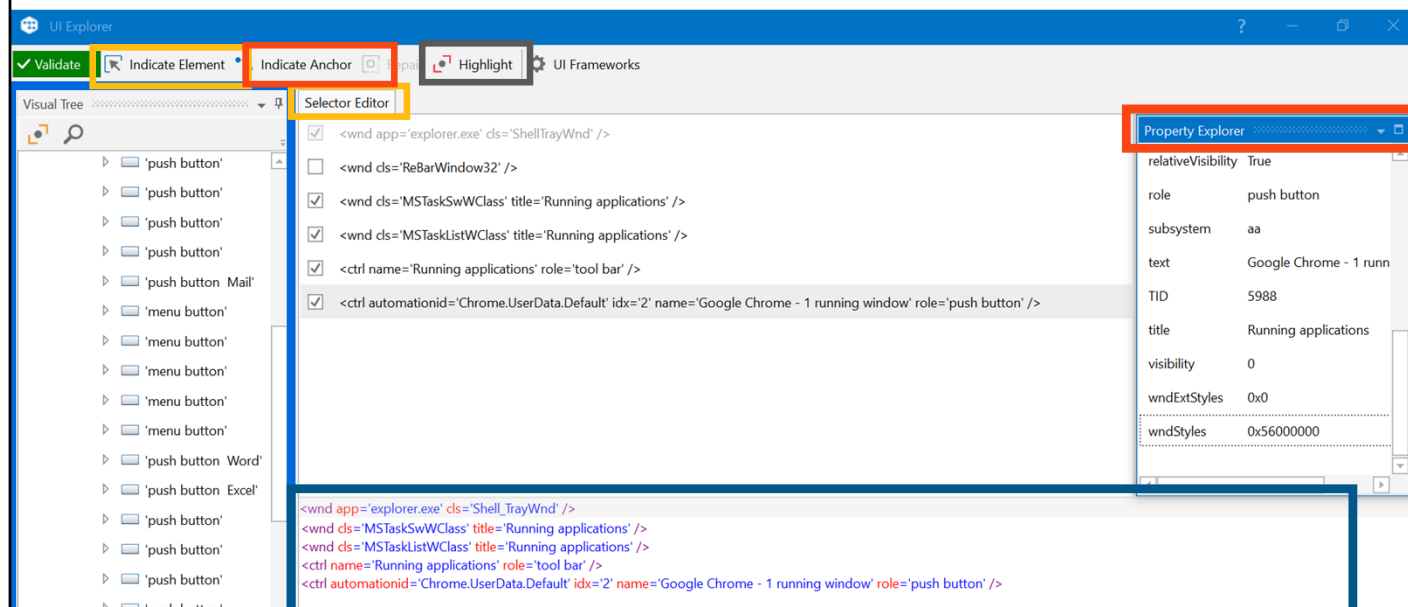 UI Explorer
?
Validate
Indicate Element
Indicate Anchor
Repair
Highlight
UI Frameworks
Visual Tree
'push button'
'push button'
'push button'
'push button'
'push button Mail'
'menu button'
'menu button'
'menu button'
'menu button'
'menu button'
'push button Word'
'push button Excel'
'push button'
'push button'
'push button'
Selector Editor
<wnd app='explorer.exe' cls='ShellTrayWnd' />
<wnd cls='ReBarWindow32' />
<wnd cls='MSTaskSwWClass' title='Running applications' />
<wnd cls='MSTaskListWClass' title='Running applications' />
<ctrl name='Running applications' role='tool bar' />
<ctrl automationid='Chrome.UserData.Default' idx='2' name='Google Chrome - 1 running window' role='push button' />
<wnd app='explorer.exe' cls='Shell_TrayWnd' />
<wnd cls='MSTaskSwWClass' title='Running applications' />
<wnd cls='MSTaskListWClass' title='Running applications' />
<ctrl name='Running applications' role='tool bar' />
<ctrl automationid='Chrome.UserData.Default' idx='2' name='Google Chrome - 1 running window' role='push button' />
Property Explorer
relativeVisibility True
role push button
subsystem aa
text Google Chrome - 1 runn
TID 5988
title Running applications
visibility 0
wndExtStyles 0x0
wndStyles 0x56000000